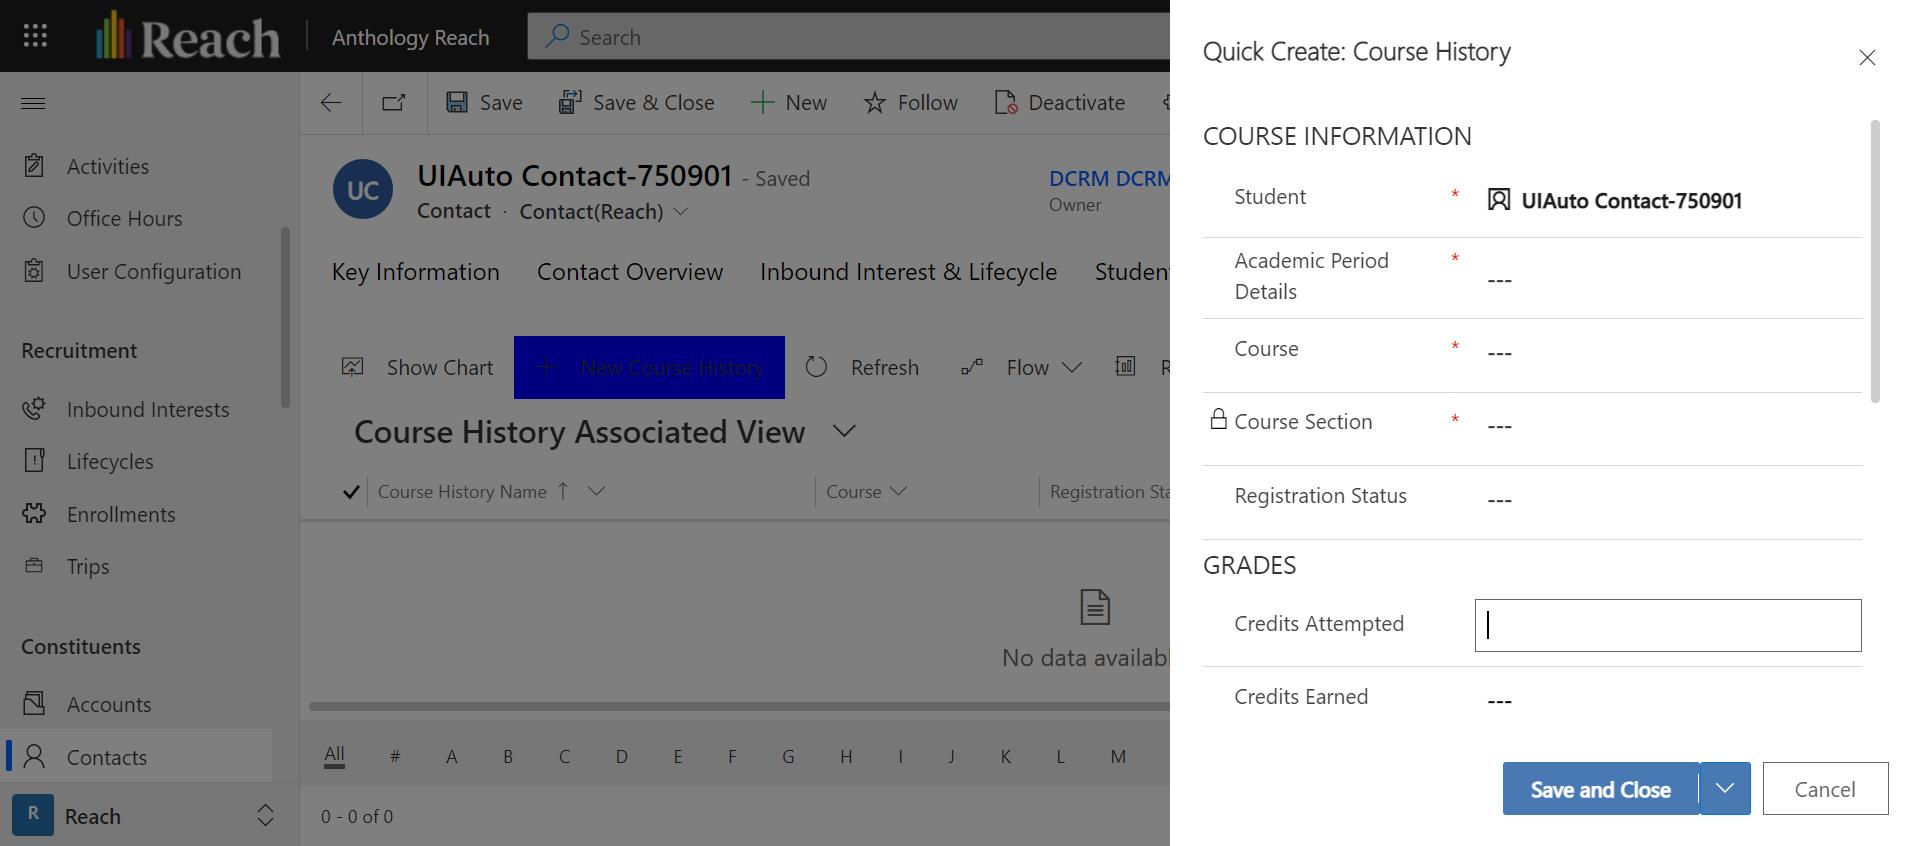 Reach
Anthology Reach
Search
Save
Save & Close
New
Follow
Deactivate
Activities
Office Hours
User Configuration
Recruitment
Inbound Interests
Lifecycles
Enrollments
Trips
Constituents
Accounts
Contacts
R
Reach
UC
UIAuto Contact-750901 - Saved
Contact · Contact(Reach)
DCRM DCRM
Owner
Key Information
Contact Overview
Inbound Interest & Lifecycle
Studen
Show Chart
New Course History
Refresh
Flow
R
Course History Associated View
Course History Name
Course
Registration Sta
No data availab
All # A B C D E F G H I J K L M
0 - 0 of 0
Quick Create: Course History
COURSE INFORMATION
Student * UIAuto Contact-750901
Academic Period
Details * ---
Course * ---
Course Section * ---
Registration Status ---
GRADES
Credits Attempted
Credits Earned ---
Save and Close
Cancel